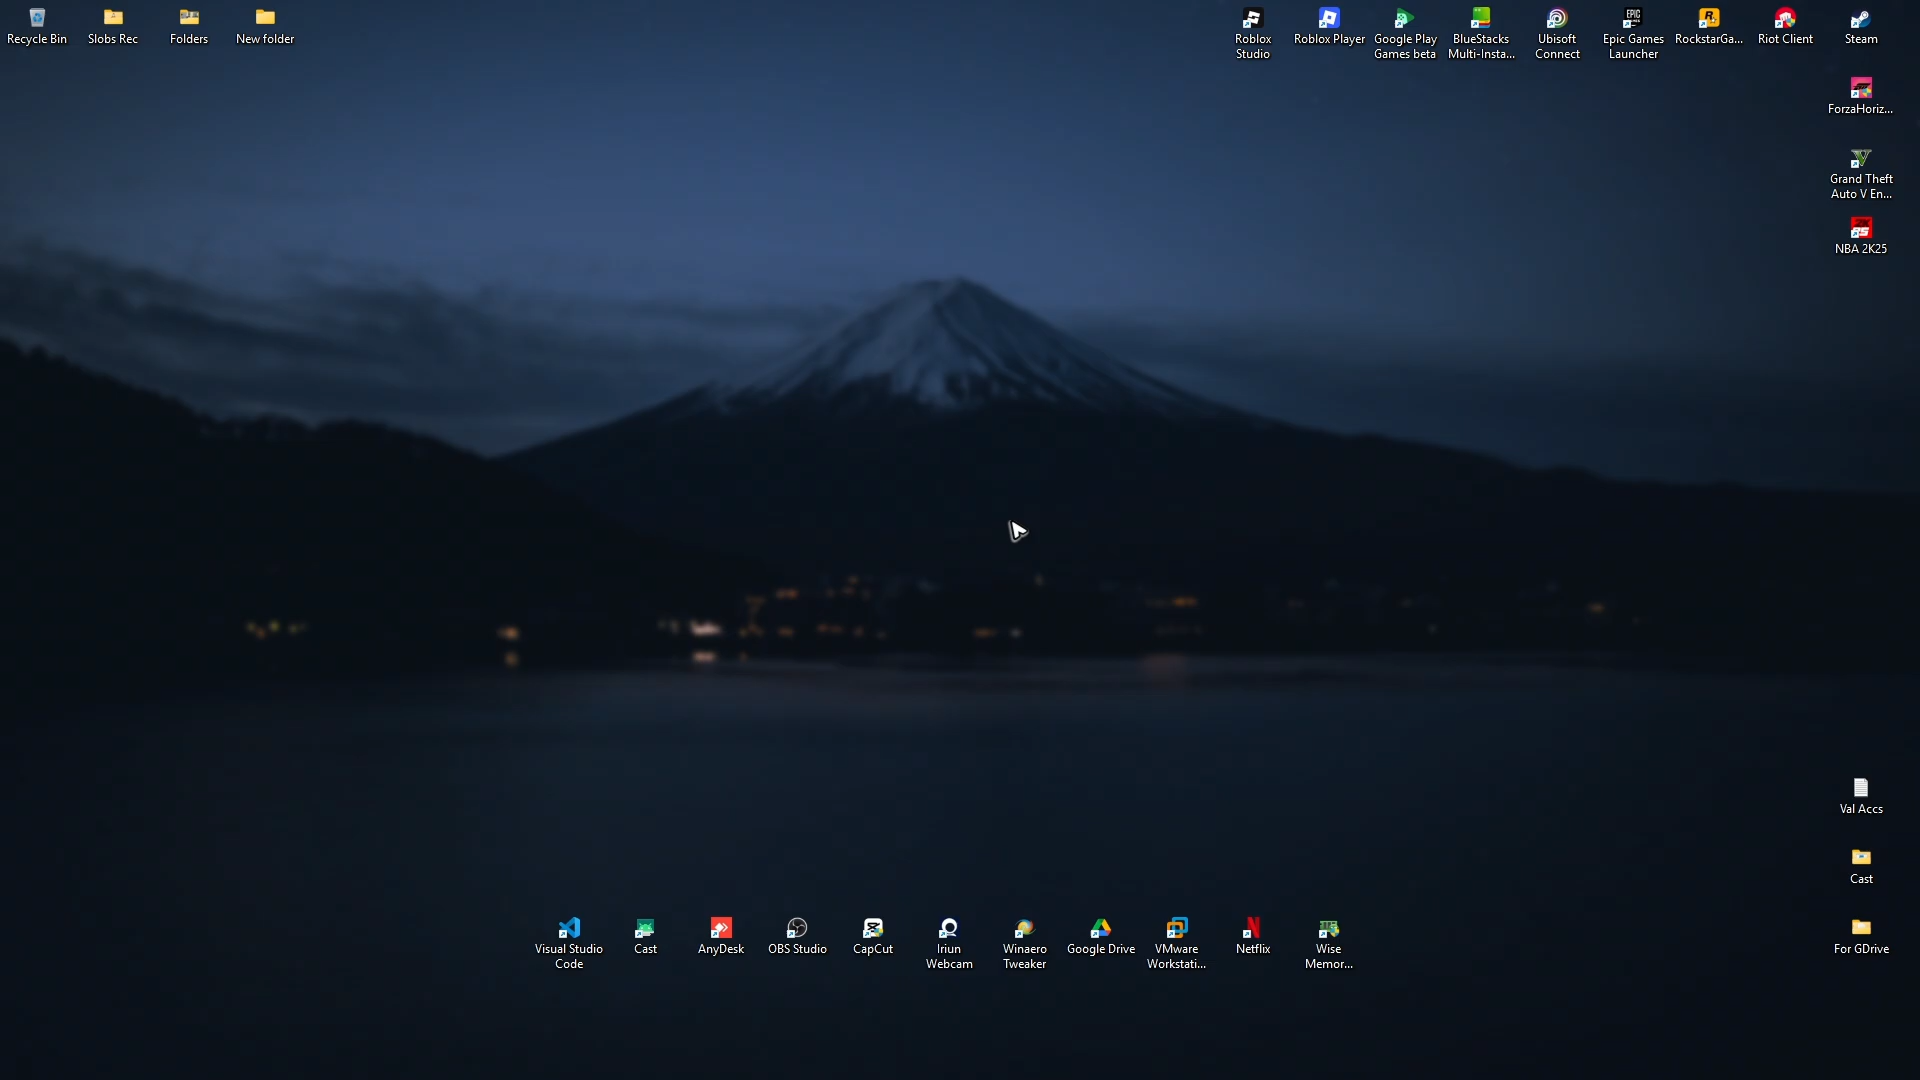 Recycle Bin
Slobs Rec
Folders
New folder
Roblox
Studio
Roblox Player
Google Play
Games beta
BlueStacks
Multi-Insta...
Ubisoft
Connect
Epic Games
Launcher
RockstarGa...
Riot Client
Steam
ForzaHoriz...
Grand Theft
Auto V En...
NBA 2K25
Val Accs
Cast
For GDrive
Visual Studio
Code
Cast
AnyDesk
OBS Studio
CapCut
Iriun
Webcam
Winaero
Tweaker
Google Drive
VMware
Workstati...
Netflix
Wise
Memor...